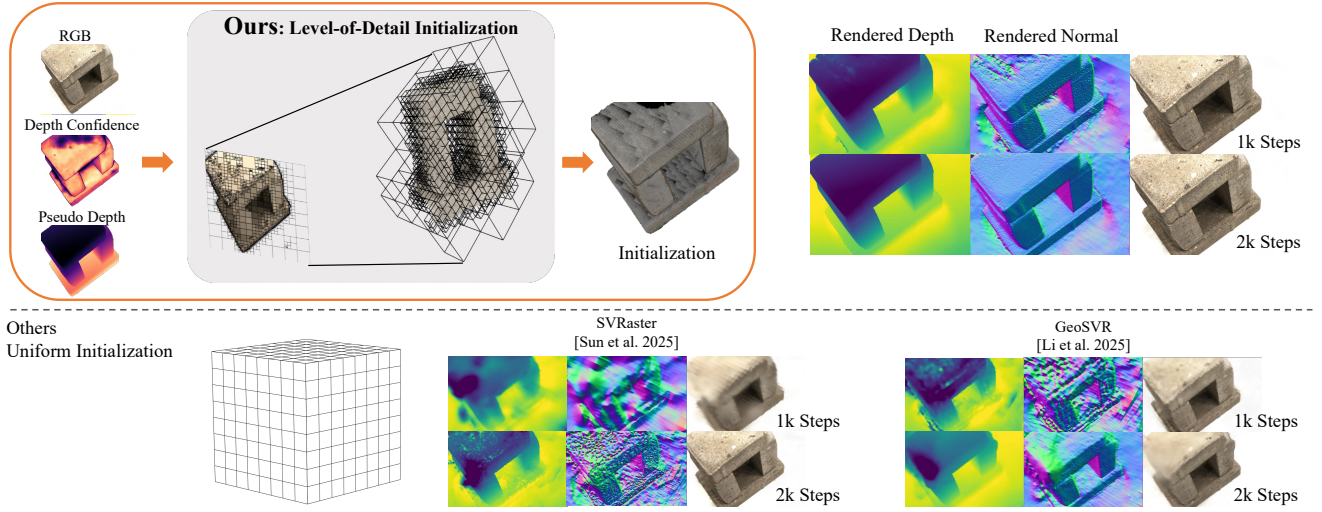 Ours: Level-of-Detail Initialization
RGB
Depth Confidence
Pseudo Depth
Initialization
Rendered Depth
Rendered Normal
1k Steps
2k Steps
Others
Uniform Initialization
SVRaster
[Sun et al. 2025]
1k Steps
2k Steps
GeoSVR
[Li et al. 2025]
1k Steps
2k Steps